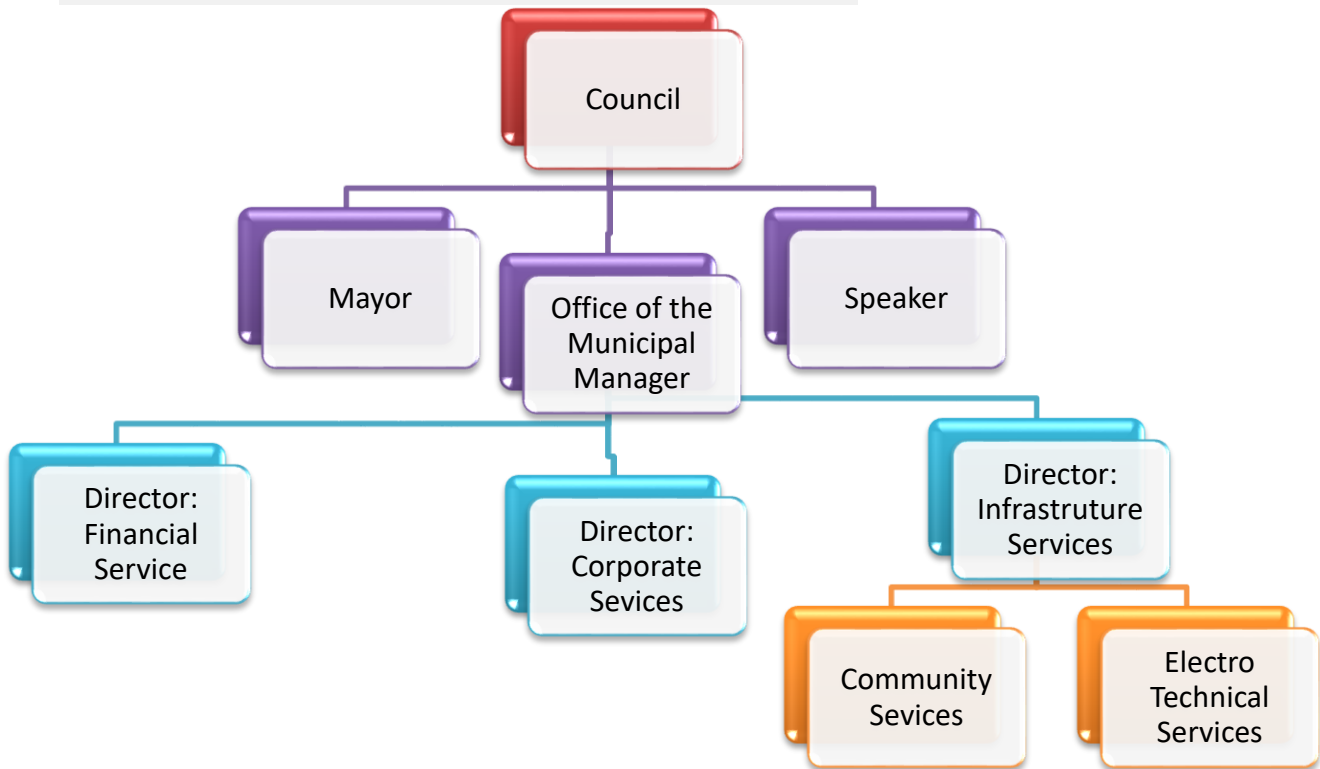 Council
Mayor
Office of the
Municipal
Manager
Speaker
Director:
Financial
Service
Director:
Corporate
Sevices
Director:
Infrastruture
Services
Community
Sevices
Electro
Technical
Services